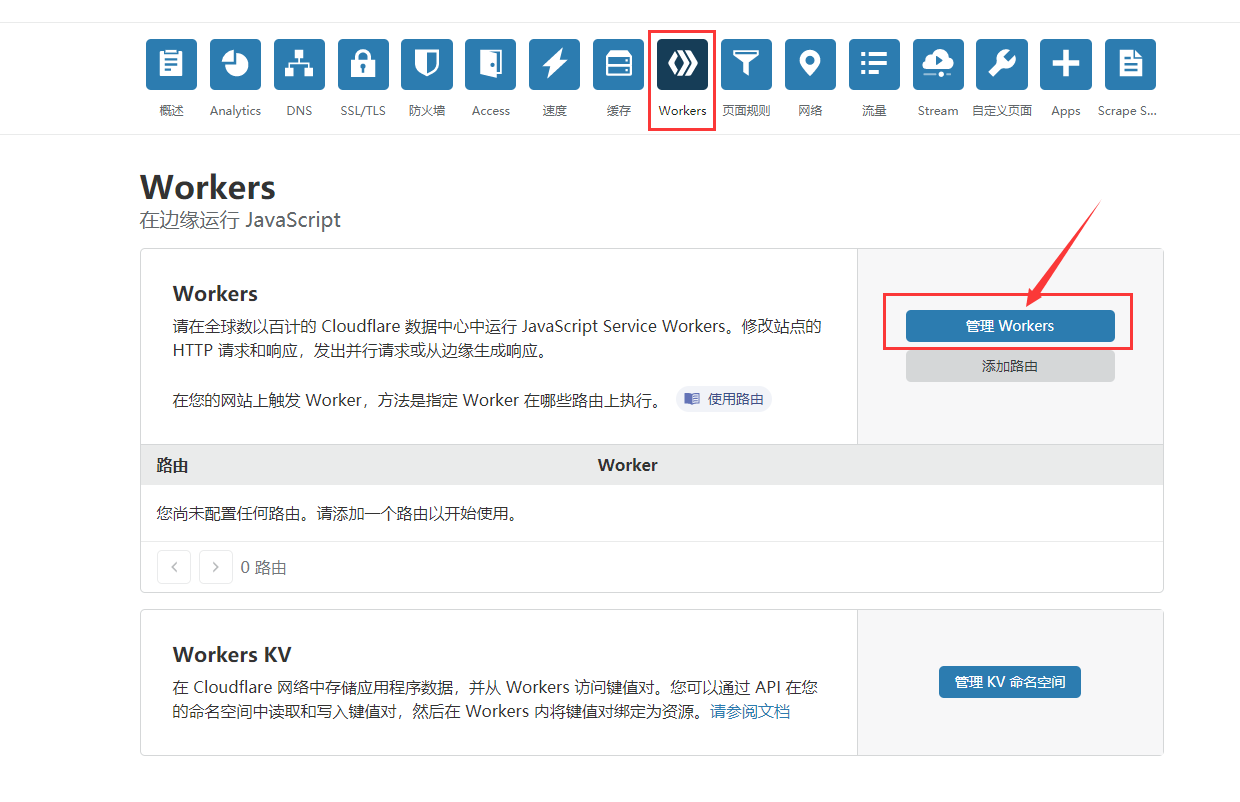 概述 Analytics DNS SSL/TLS 防火墙 Access 速度 缓存 Workers 页面规则 网络 流量 Stream 自定义页面 Apps Scrape S...
Workers
在边缘运行 JavaScript
Workers
请在全球数以百计的 Cloudflare 数据中心中运行 JavaScript Service Workers。修改站点的
HTTP 请求和响应，发出并行请求或从边缘生成响应。
在您的网站上触发 Worker，方法是指定 Worker 在哪些路由上执行。 使用路由
管理 Workers
添加路由
路由 Worker
您尚未配置任何路由。请添加一个路由以开始使用。
0 路由
Workers KV
在 Cloudflare 网络中存储应用程序数据，并从 Workers 访问键值对。您可以通过 API 在您
的命名空间中读取和写入键值对，然后在 Workers 内将键值对绑定为资源。请参阅文档
管理 KV 命名空间